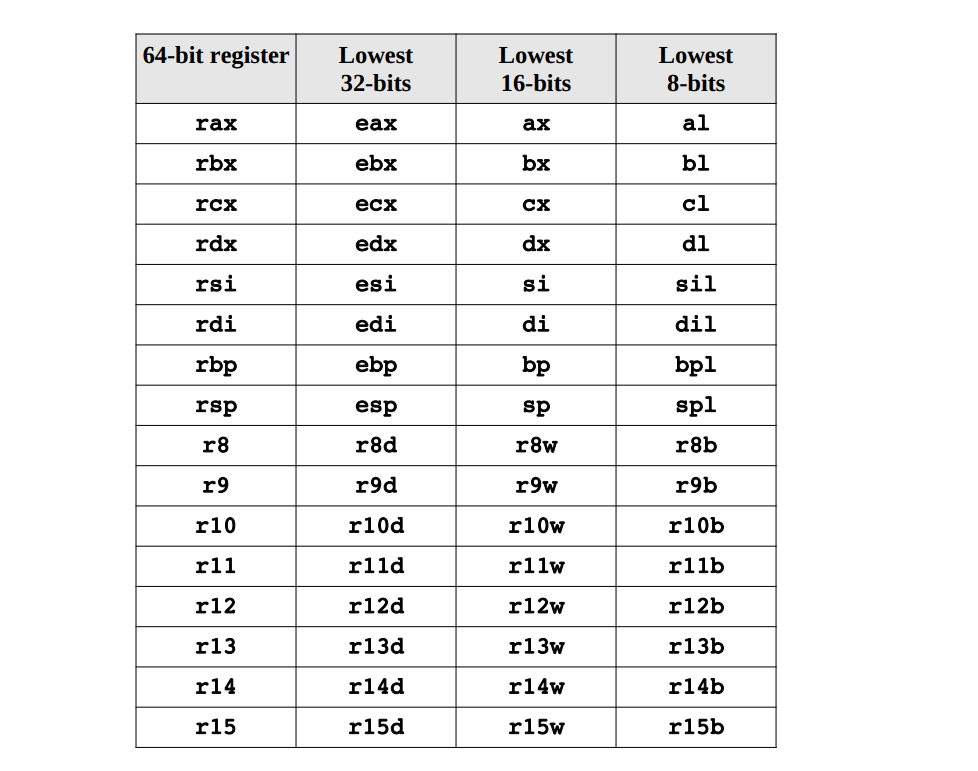 64-bit register Lowest 32-bits Lowest 16-bits Lowest 8-bits
rax eax ax al
rbx ebx bx bl
rcx ecx cx cl
rdx edx dx dl
rsi esi si sil
rdi edi di dil
rbp ebp bp bpl
rsp esp sp spl
r8 r8d r8w r8b
r9 r9d r9w r9b
r10 r10d r10w r10b
r11 r11d r11w r11b
r12 r12d r12w r12b
r13 r13d r13w r13b
r14 r14d r14w r14b
r15 r15d r15w r15b